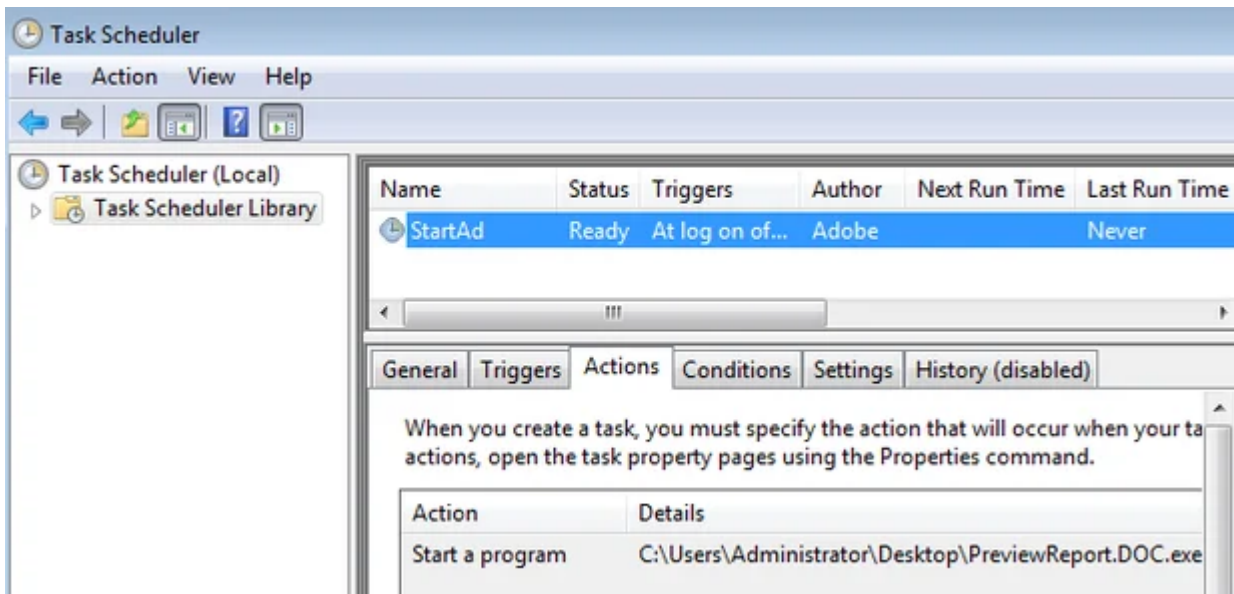 Task Scheduler
File Action View Help
Task Scheduler (Local)
Task Scheduler Library
Name Status Triggers Author Next Run Time Last Run Time
StartAd Ready At log on of... Adobe Never
General Triggers Actions Conditions Settings History (disabled)
When you create a task, you must specify the action that will occur when your ta
actions, open the task property pages using the Properties command.
Action Details
Start a program C:\Users\Administrator\Desktop\PreviewReport.DOC.exe